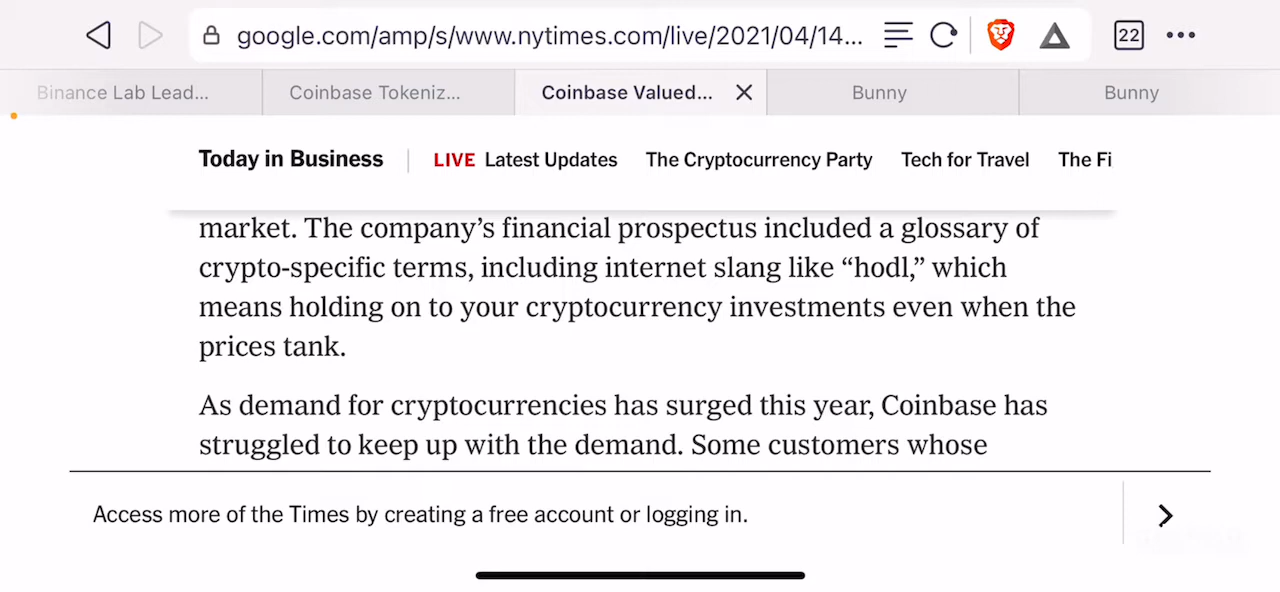 google.com/amp/s/www.nytimes.com/live/2021/04/14...
22
Binance Lab Lead...
Coinbase Tokeniz...
Coinbase Valued...
Bunny
Bunny
Today in Business
LIVE Latest Updates
The Cryptocurrency Party
Tech for Travel
The Fi
market. The company’s financial prospectus included a glossary of
crypto-specific terms, including internet slang like “hodl,” which
means holding on to your cryptocurrency investments even when the
prices tank.
As demand for cryptocurrencies has surged this year, Coinbase has
struggled to keep up with the demand. Some customers whose
Access more of the Times by creating a free account or logging in.